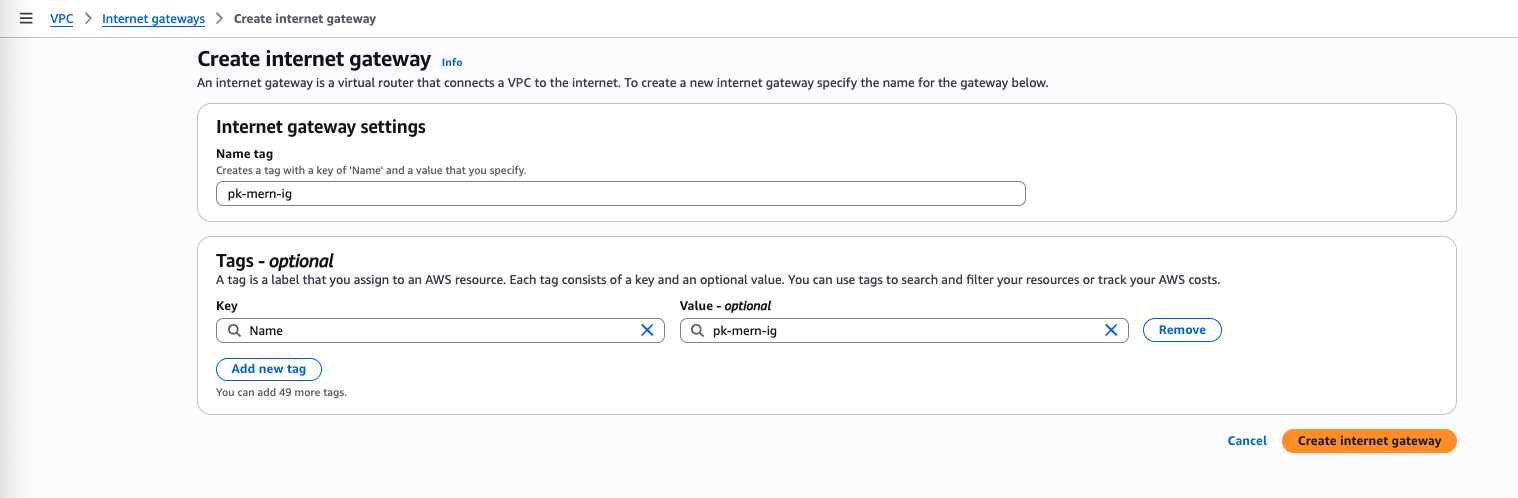 VPC > Internet gateways > Create internet gateway
Create internet gateway Info
An internet gateway is a virtual router that connects a VPC to the internet. To create a new internet gateway specify the name for the gateway below.
Internet gateway settings
Name tag
Creates a tag with a key of 'Name' and a value that you specify.
pk-mern-ig
Tags - optional
A tag is a label that you assign to an AWS resource. Each tag consists of a key and an optional value. You can use tags to search and filter your resources or track your AWS costs.
Key Value - optional
Name pk-mern-ig Remove
Add new tag
You can add 49 more tags.
Cancel Create internet gateway